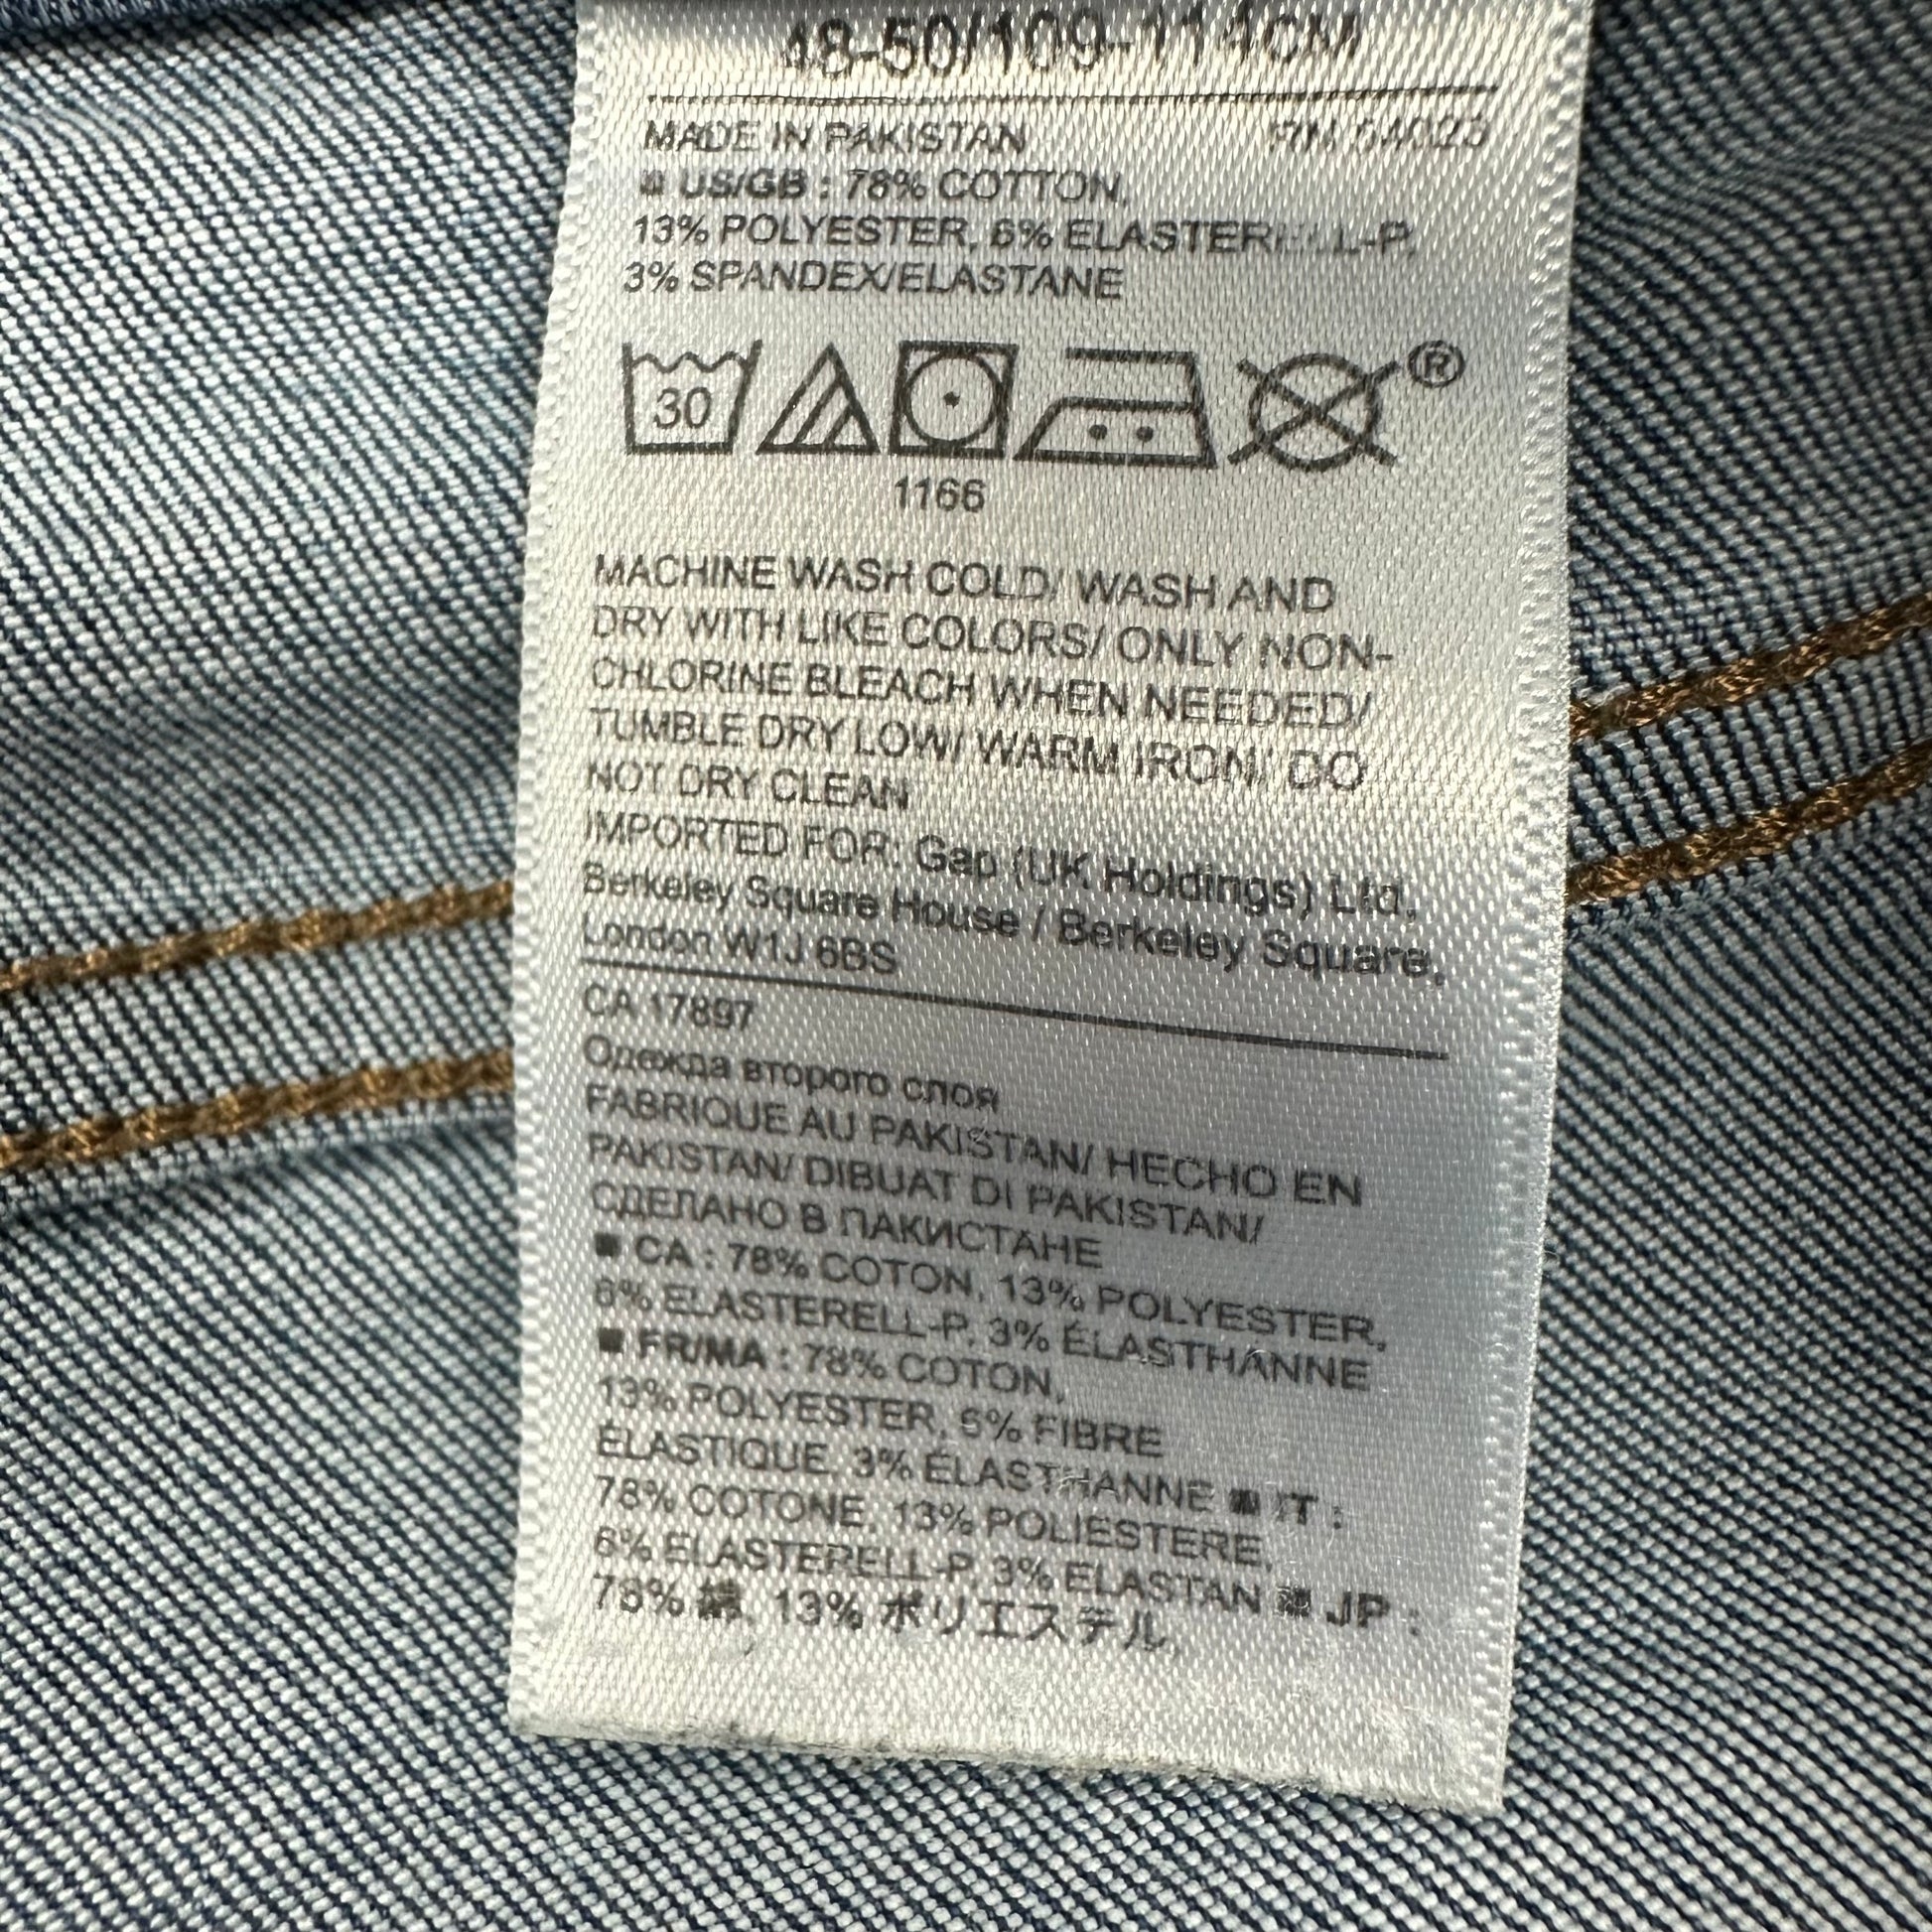 48-50/109-114CM
MADE IN PAKISTAN RN 54023
US/GB : 78% COTTON,
13% POLYESTER, 6% ELASTERELL-P,
3% SPANDEX/ELASTANE
30
®
1166
MACHINE WASH COLD/ WASH AND
DRY WITH LIKE COLORS/ ONLY NON-
CHLORINE BLEACH WHEN NEEDED/
TUMBLE DRY LOW/ WARM IRON/ DO
NOT DRY CLEAN
IMPORTED FOR: Gap (UK Holdings) Ltd,
Berkeley Square House / Berkeley Square,
London W1J 6BS
CA 17897
Одежда второго слоя
FABRIQUE AU PAKISTAN/ HECHO EN
PAKISTAN/ DIBUAT DI PAKISTAN/
СДЕЛАНО В ПАКИСТАНЕ
■ CA : 78% COTON, 13% POLYESTER,
6% ELASTERELL-P, 3% ÉLASTHANNE
■ FR/MA : 78% COTON,
13% POLYESTER, 6% FIBRE
ÉLASTIQUE, 3% ÉLASTHANNE ■ IT :
78% COTONE, 13% POLIESTERE,
6% ELASTERELL-P, 3% ELASTAN ■ JP :
78% 綿, 13% ポリエステル,